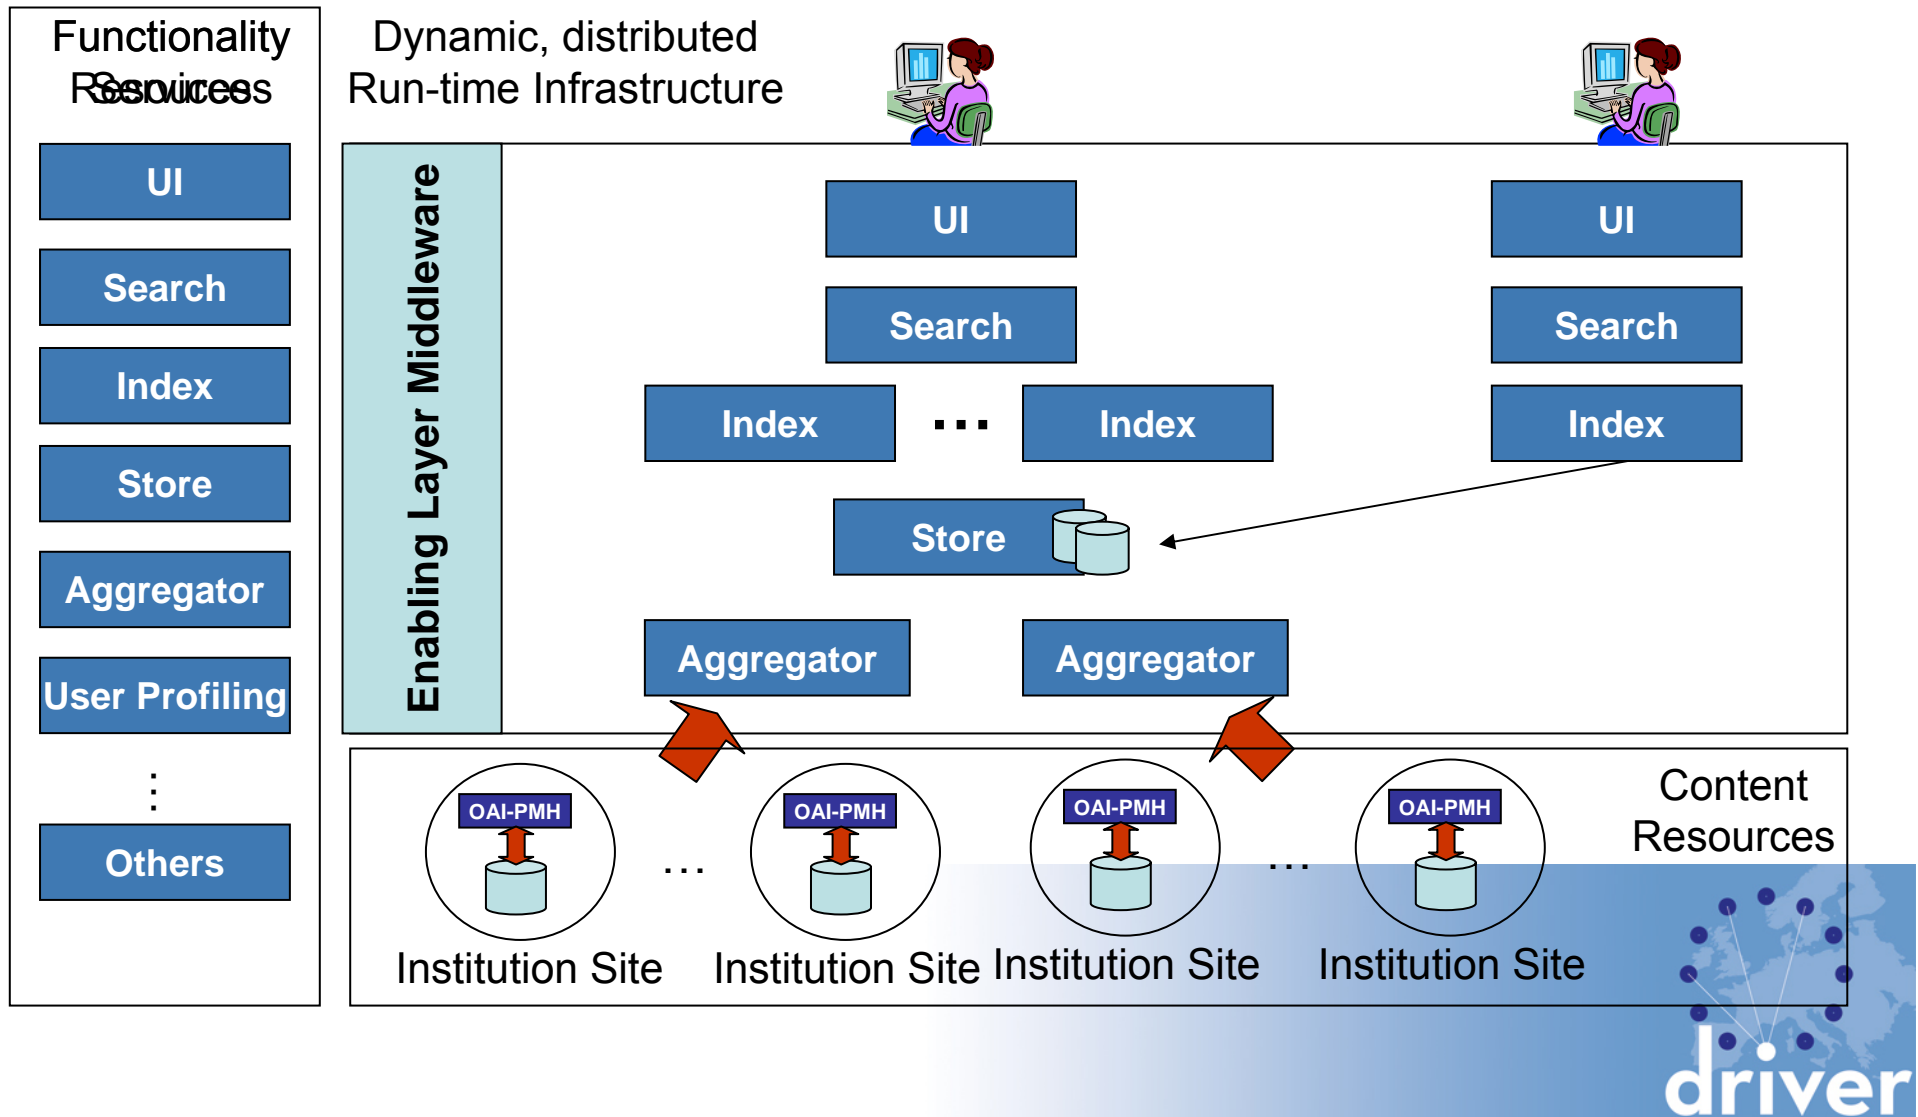 Functionality
Resources
Services
UI
Search
Index
Store
Aggregator
User Profiling
⋮
Others
Dynamic, distributed
Run-time Infrastructure
Enabling Layer Middleware
UI
UI
Search
Search
Index
...
Index
Index
Store
Aggregator
Aggregator
Content
Resources
OAI-PMH
OAI-PMH
OAI-PMH
OAI-PMH
...
...
Institution Site
Institution Site
Institution Site
Institution Site
driver